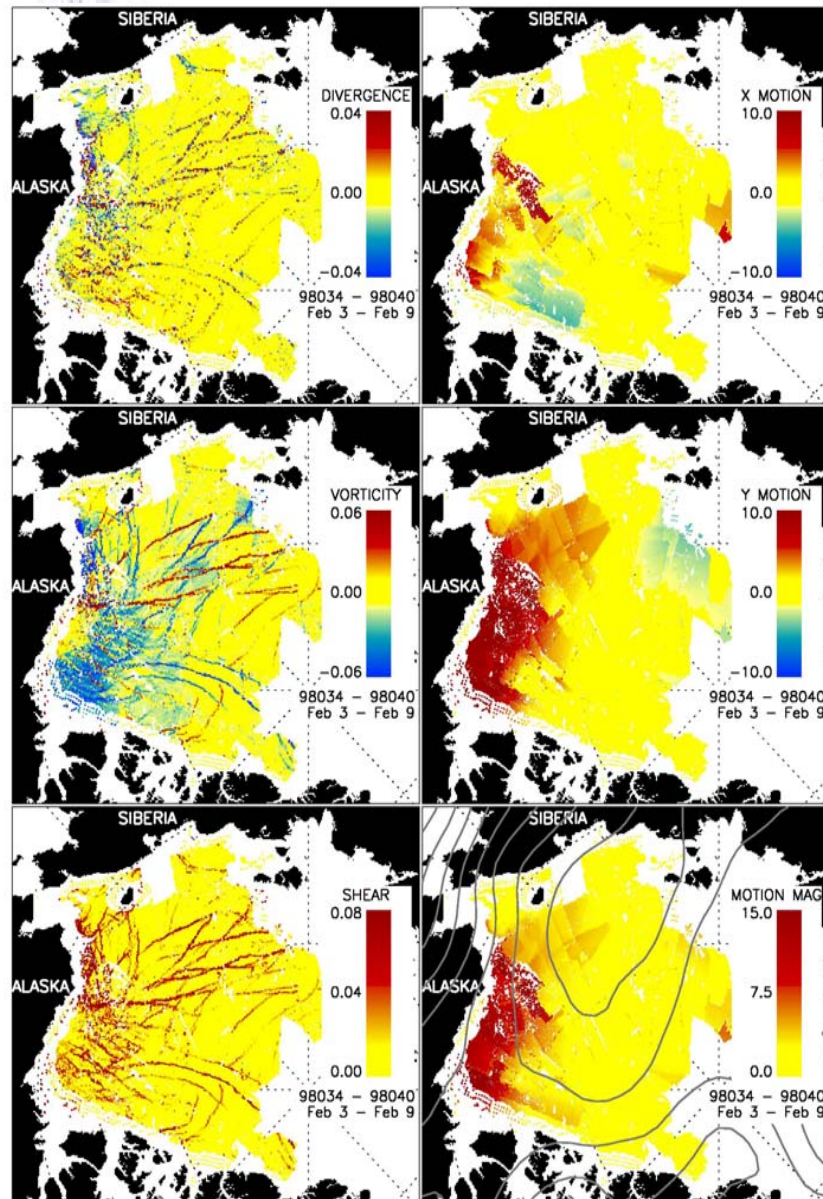 SIBERIA
DIVERGENCE
0.04
ALASKA
0.00
-0.04
98034 - 98040
Feb 3 - Feb 9
SIBERIA
X MOTION
10.0
ALASKA
0.0
-10.0
98034 - 98040
Feb 3 - Feb 9
SIBERIA
VORTICITY
0.06
ALASKA
0.00
-0.06
98034 - 98040
Feb 3 - Feb 9
SIBERIA
Y MOTION
10.0
ALASKA
0.0
-10.0
98034 - 98040
Feb 3 - Feb 9
SIBERIA
SHEAR
0.08
ALASKA
0.04
0.00
98034 - 98040
Feb 3 - Feb 9
SIBERIA
MOTION MAG
15.0
ALASKA
7.5
0.0
98034 - 98040
Feb 3 - Feb 9